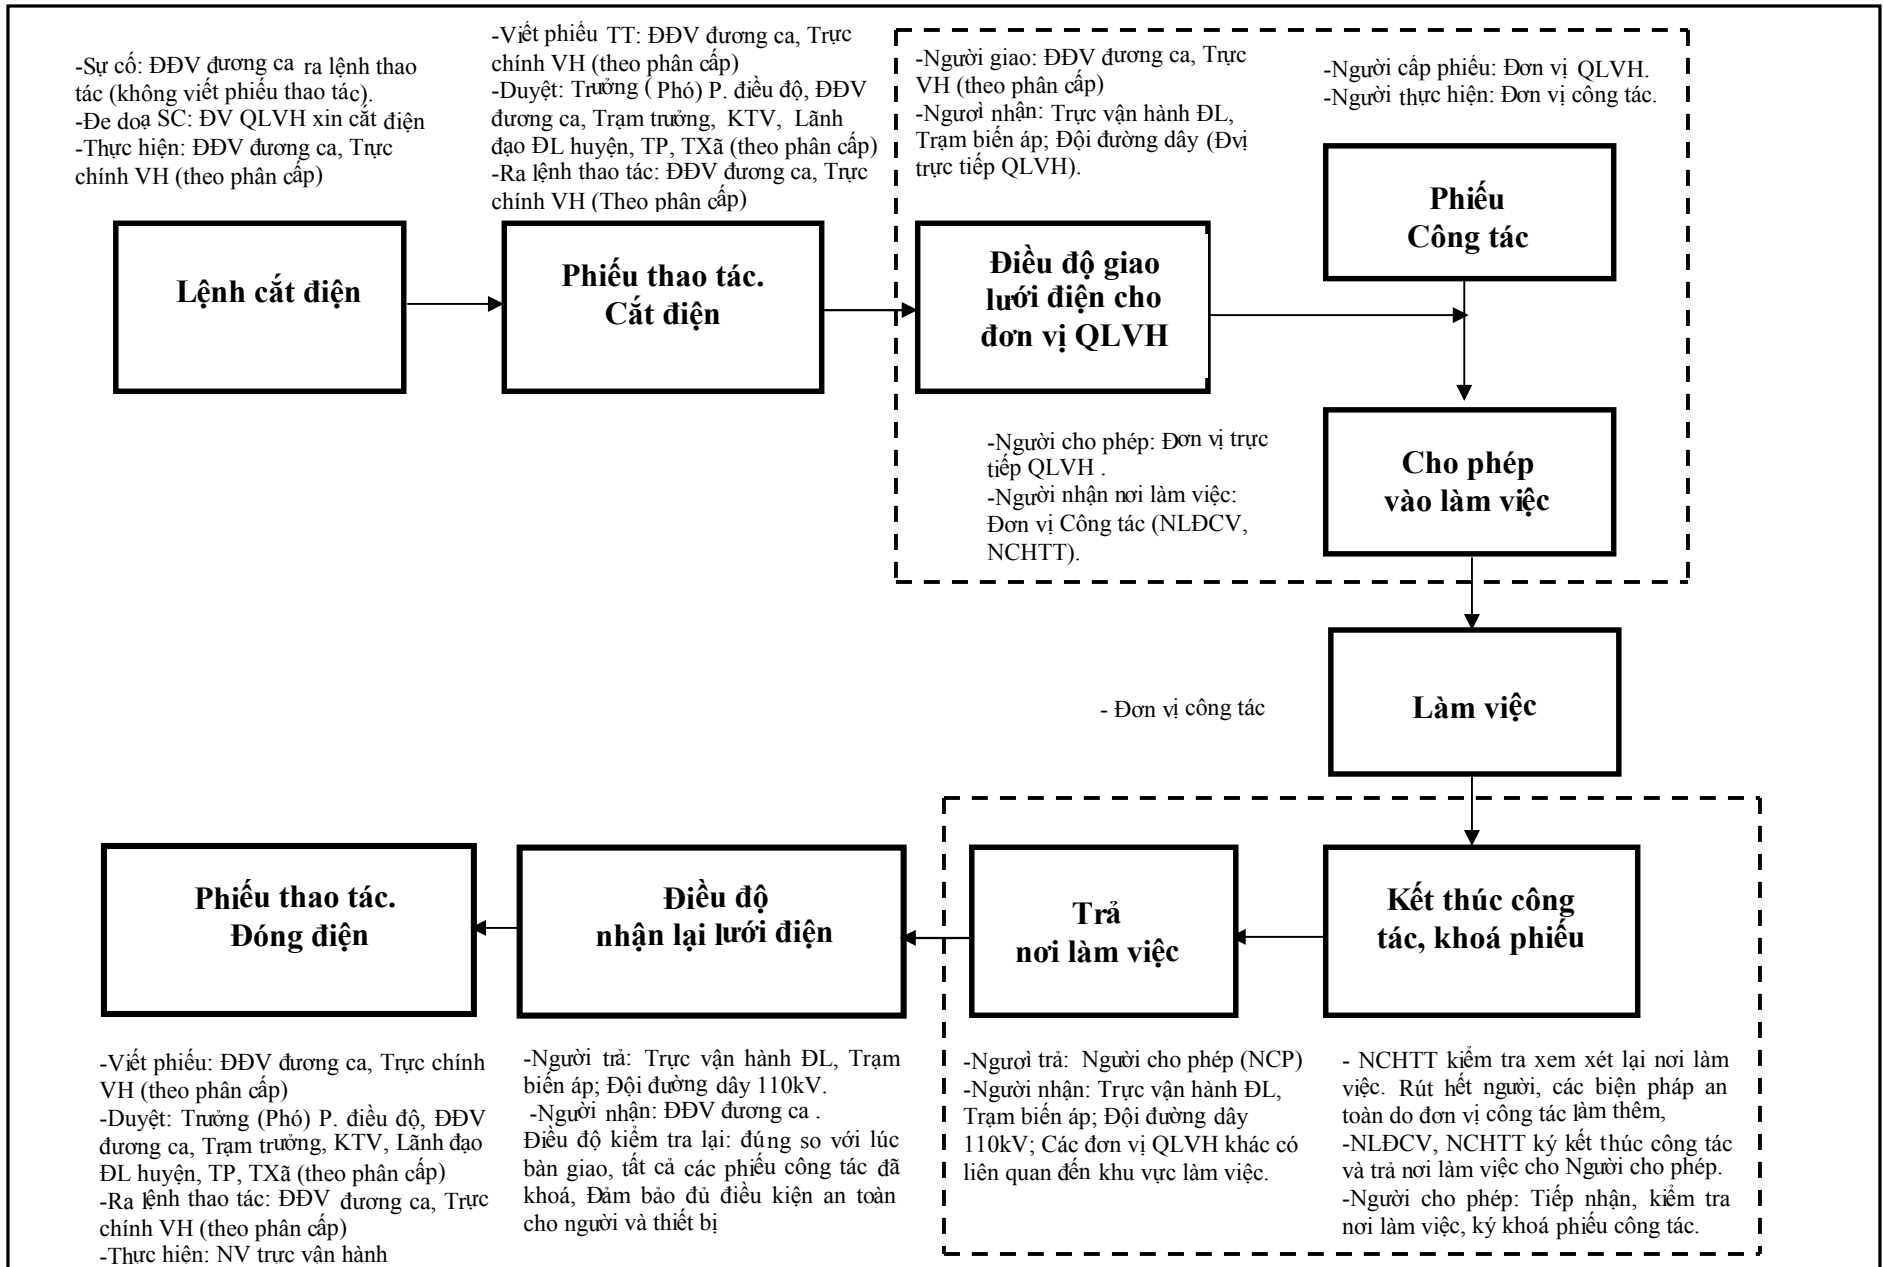 -Sự cố: ĐĐV đương ca ra lệnh thao
tác (không viết phiếu thao tác).
-Đe doạ SC: ĐV QLVH xin cắt điện
-Thực hiện: ĐĐV đương ca, Trực
chính VH (theo phân cấp)
-Viết phiếu TT: ĐĐV đương ca, Trực
chính VH (theo phân cấp)
-Duyệt: Trưởng (Phó) P. điều độ, ĐĐV
đương ca, Trạm trưởng, KTV, Lãnh
đạo ĐL huyện, TP, TXã (theo phân cấp)
-Ra lệnh thao tác: ĐĐV đương ca, Trực
chính VH (Theo phân cấp)
-Người giao: ĐĐV đương ca, Trực
VH (theo phân cấp)
-Ngươì nhận: Trực vận hành ĐL,
Trạm biến áp; Đội đường dây (Đvị
trực tiếp QLVH).
-Người cấp phiếu: Đơn vị QLVH.
-Người thực hiện: Đơn vị công tác.
Lệnh cắt điện
Phiếu thao tác.
Cắt điện
Điều độ giao
lưới điện cho
đơn vị QLVH
Phiếu
Công tác
-Người cho phép: Đơn vị trực
tiếp QLVH .
-Người nhận nơi làm việc:
Đơn vị Công tác (NLĐCV,
NCHTT).
Cho phép
vào làm việc
- Đơn vị công tác
Làm việc
Phiếu thao tác.
Đóng điện
Điều độ
nhận lại lưới điện
Trả
nơi làm việc
Kết thúc công
tác, khoá phiếu
-Viết phiếu: ĐĐV đương ca, Trực chính
VH (theo phân cấp)
-Duyệt: Trưởng (Phó) P. điều độ, ĐĐV
đương ca, Trạm trưởng, KTV, Lãnh đạo
ĐL huyện, TP, TXã (theo phân cấp)
-Ra lệnh thao tác: ĐĐV đương ca, Trực
chính VH (theo phân cấp)
-Thực hiện: NV trực vận hành
-Người trả: Trực vận hành ĐL, Trạm
biến áp; Đội đường dây 110kV.
-Người nhận: ĐĐV đương ca .
Điều độ kiểm tra lại: đúng so với lúc
bàn giao, tất cả các phiếu công tác đã
khoá, Đảm bảo đủ điều kiện an toàn
cho người và thiết bị
-Ngươì trả: Người cho phép (NCP)
-Người nhận: Trực vận hành ĐL,
Trạm biến áp; Đội đường dây
110kV; Các đơn vị QLVH khác có
liên quan đến khu vực làm việc.
- NCHTT kiểm tra xem xét lại nơi làm
việc. Rút hết người, các biện pháp an
toàn do đơn vị công tác làm thêm,
-NLĐCV, NCHTT ký kết thúc công tác
và trả nơi làm việc cho Người cho phép.
-Người cho phép: Tiếp nhận, kiểm tra
nơi làm việc, ký khoá phiếu công tác.